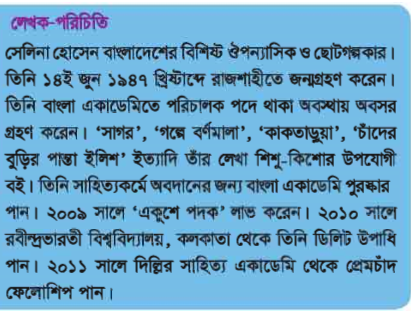 লেখক-পরিচিতি
সেলিনা হোসেন বাংলাদেশের বিশিষ্ট ঔপন্যাসিক ও ছোটগল্পকার।
তিনি ১৪ই জুন ১৯৪৭ খ্রিষ্টাব্দে রাজশাহীতে জন্মগ্রহণ করেন।
তিনি বাংলা একাডেমিতে পরিচালক পদে থাকা অবস্থায় অবসর
গ্রহণ করেন। ‘সাগর’, ‘গল্পে বর্ণমালা’, ‘কাকতাড়ুয়া’, ‘চাঁদের
বুড়ির পান্তা ইলিশ’ ইত্যাদি তাঁর লেখা শিশু-কিশোর উপযোগী
বই। তিনি সাহিত্যকর্মে অবদানের জন্য বাংলা একাডেমি পুরস্কার
পান। ২০০৯ সালে ‘একুশে পদক’ লাভ করেন। ২০১০ সালে
রবীন্দ্রভারতী বিশ্ববিদ্যালয়, কলকাতা থেকে তিনি ডিলিট উপাধি
পান। ২০১১ সালে দিল্লির সাহিত্য একাডেমি থেকে প্রেমচাঁদ
ফেলোশিপ পান।